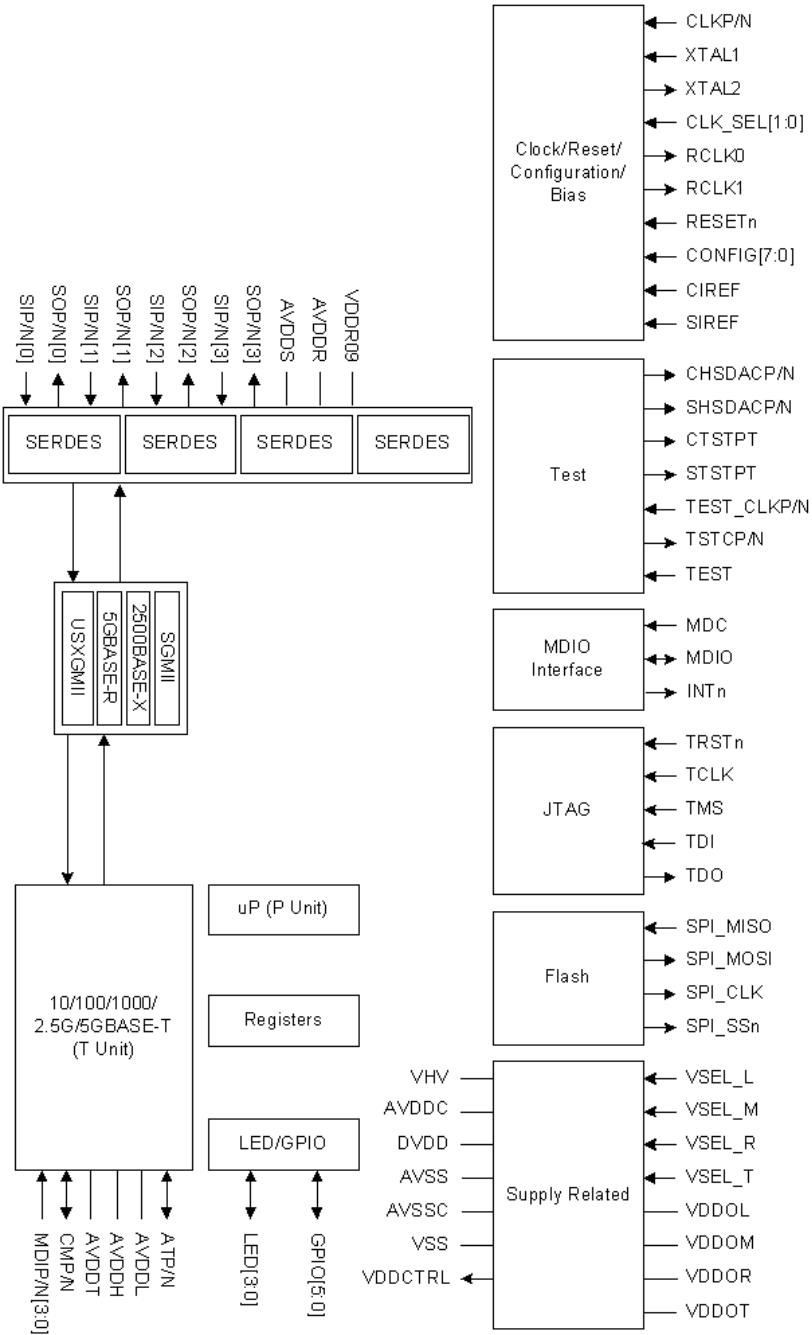 CLKP/N
XTAL1
XTAL2
CLK_SEL[1:0]
RCLK0
RCLK1
RESETn
CONFIG[7:0]
CIREF
SIREF
Clock/Reset/
Configuration/
Bias
SIP/N[0]
SOP/N[0]
SIP/N[1]
SOP/N[1]
SIP/N[2]
SOP/N[2]
SIP/N[3]
SOP/N[3]
AVDDS
AVDDR
VDDR09
SERDES
SERDES
SERDES
SERDES
CHSDACP/N
SHSDACP/N
CTSTPT
STSTPT
TEST_CLKP/N
TSTCP/N
TEST
Test
USXGMII
5GBASE-R
2500BASE-X
SGMII
MDIO
Interface
MDC
MDIO
INTn
JTAG
TRSTn
TCLK
TMS
TDI
TDO
10/100/1000/
2.5G/5GBASE-T
(T Unit)
uP (P Unit)
Registers
LED/GPIO
Flash
SPI_MISO
SPI_MOSI
SPI_CLK
SPI_SSn
MDIP/N[3:0]
CMP/N
AVDDT
AVDDH
AVDDL
ATP/N
LED[3:0]
GPIO[5:0]
VHV
AVDDC
DVDD
AVSS
AVSSC
VSS
VDDCTRL
Supply Related
VSEL_L
VSEL_M
VSEL_R
VSEL_T
VDDOL
VDDOM
VDDOR
VDDOT